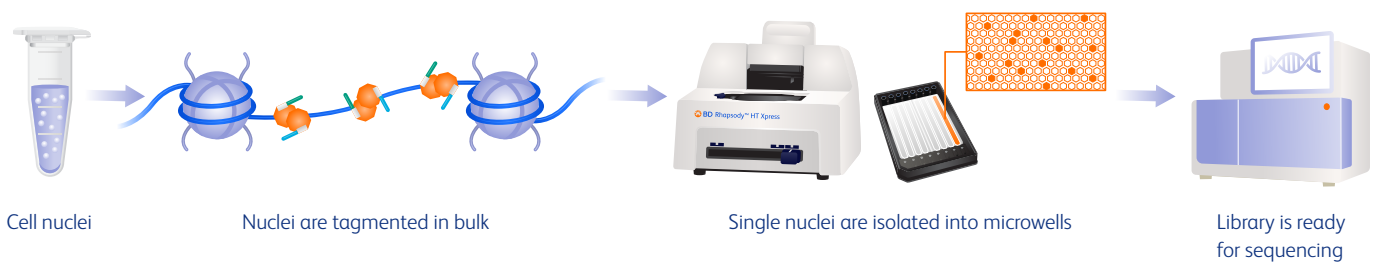 BD Rhapsody™ HT Xpress
Cell nuclei
Nuclei are tagmented in bulk
Single nuclei are isolated into microwells
Library is ready
for sequencing